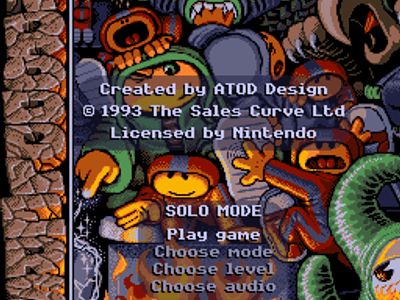 Created by ATOD Design
© 1993 The Sales Curve Ltd
Licensed by Nintendo
SOLO MODE
Play game
Choose mode
Choose level
Choose audio